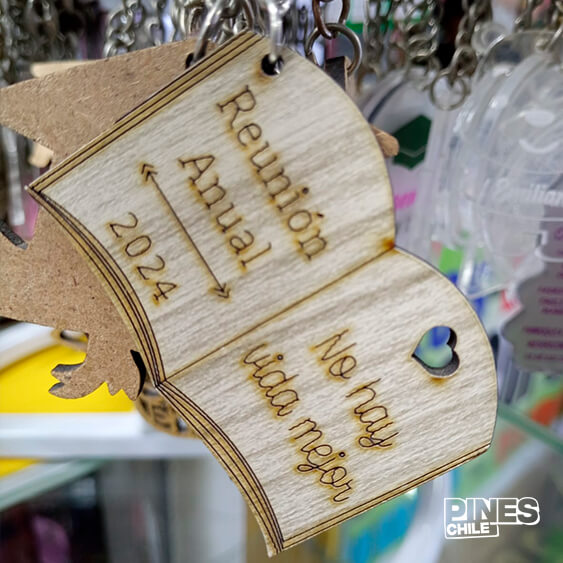 Reunión
Anual
2024
No hay
vida mejor
PINES
CHILE